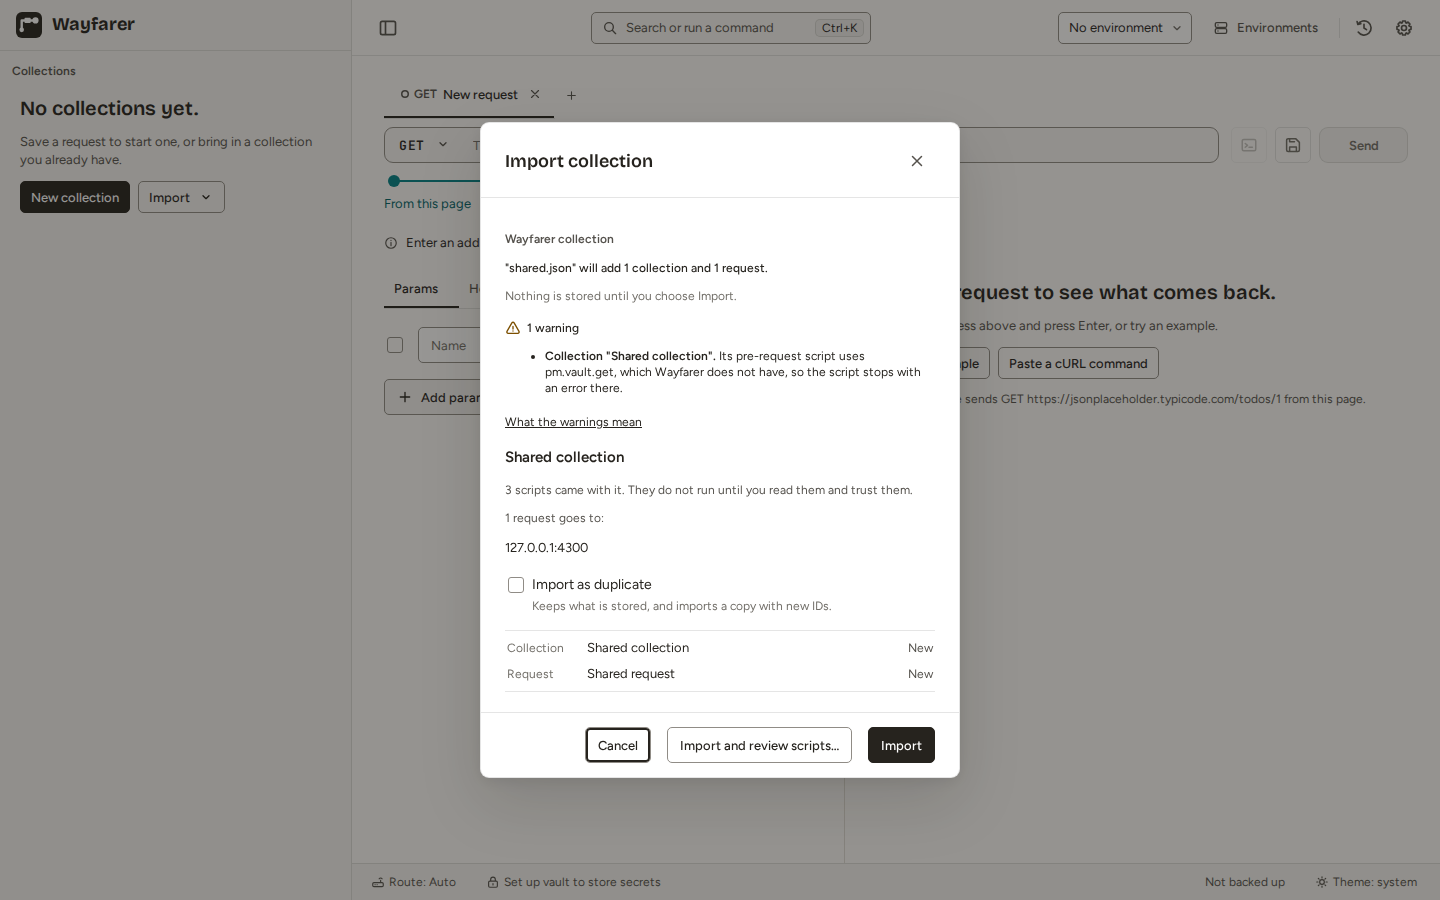 Wayfarer
Search or run a command
Ctrl+K
No environment
Environments
Collections
No collections yet.
Save a request to start one, or bring in a collection
you already have.
New collection
Import
GET New request
GET
Send
From this page
Enter an add
Params
Name
Add parar
request to see what comes back.
ess above and press Enter, or try an example.
Paste a cURL command
sends GET https://jsonplaceholder.typicode.com/todos/1 from this page.
Import collection
Wayfarer collection
"shared.json" will add 1 collection and 1 request.
Nothing is stored until you choose Import.
1 warning
Collection "Shared collection". Its pre-request script uses
pm.vault.get, which Wayfarer does not have, so the script stops with
an error there.
What the warnings mean
Shared collection
3 scripts came with it. They do not run until you read them and trust them.
1 request goes to:
127.0.0.1:4300
Import as duplicate
Keeps what is stored, and imports a copy with new IDs.
Collection Shared collection New
Request Shared request New
Cancel
Import and review scripts...
Import
Route: Auto
Set up vault to store secrets
Not backed up
Theme: system